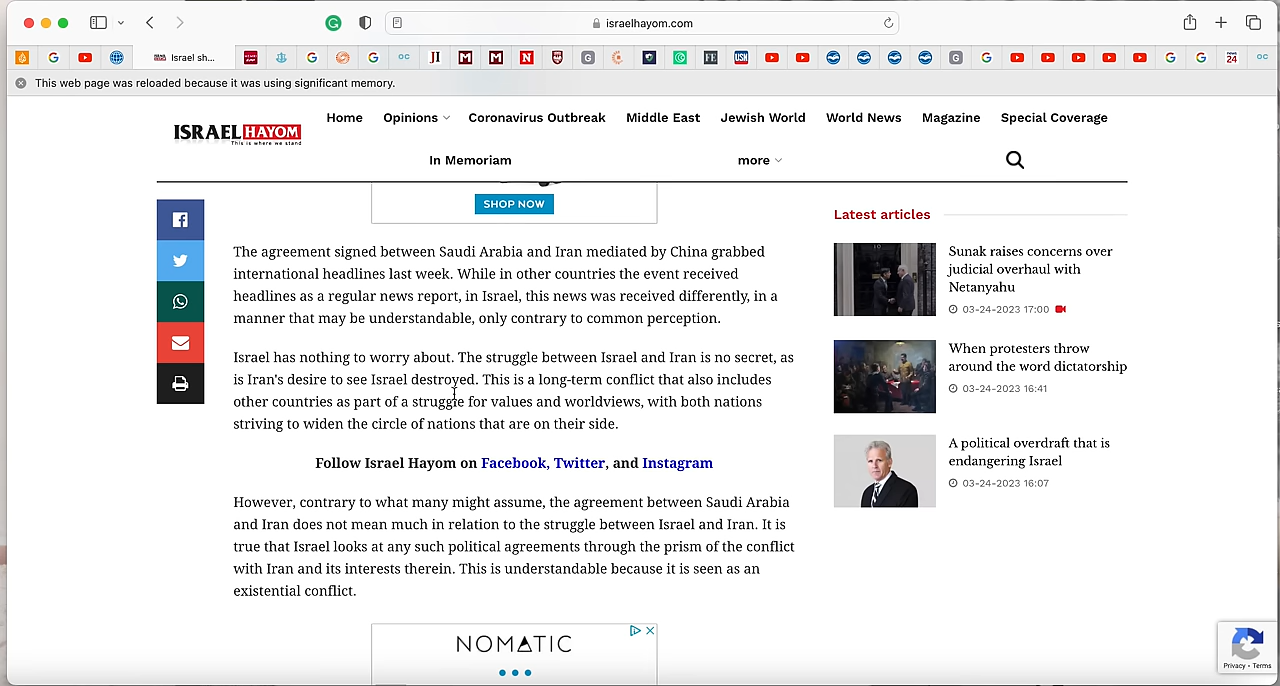 israelhayom.com
Israel sh...
This web page was reloaded because it was using significant memory.
ISRAEL HAYOM
This is where we stand
Home
Opinions
Coronavirus Outbreak
Middle East
Jewish World
World News
Magazine
Special Coverage
In Memoriam
more
SHOP NOW
The agreement signed between Saudi Arabia and Iran mediated by China grabbed
international headlines last week. While in other countries the event received
headlines as a regular news report, in Israel, this news was received differently, in a
manner that may be understandable, only contrary to common perception.
Israel has nothing to worry about. The struggle between Israel and Iran is no secret, as
is Iran's desire to see Israel destroyed. This is a long-term conflict that also includes
other countries as part of a struggle for values and worldviews, with both nations
striving to widen the circle of nations that are on their side.
Follow Israel Hayom on Facebook, Twitter, and Instagram
However, contrary to what many might assume, the agreement between Saudi Arabia
and Iran does not mean much in relation to the struggle between Israel and Iran. It is
true that Israel looks at any such political agreements through the prism of the conflict
with Iran and its interests therein. This is understandable because it is seen as an
existential conflict.
NOMATIC
Latest articles
Sunak raises concerns over
judicial overhaul with
Netanyahu
03-24-2023 17:00
When protesters throw
around the word dictatorship
03-24-2023 16:41
A political overdraft that is
endangering Israel
03-24-2023 16:07
Privacy - Terms